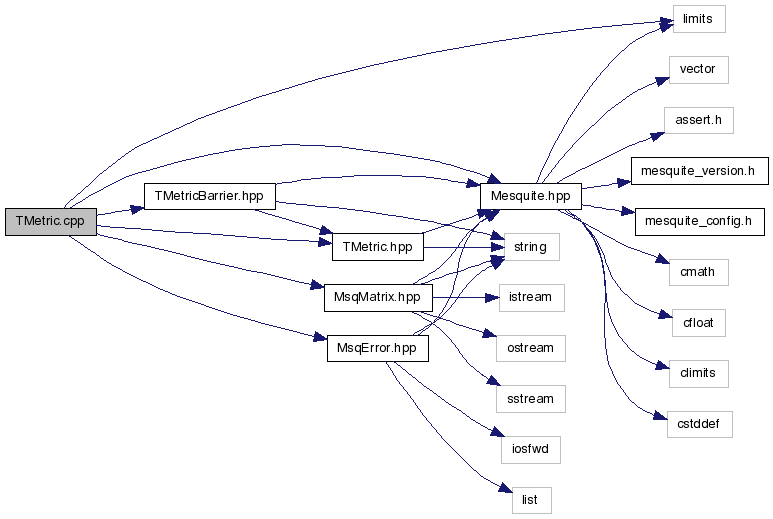 limits
vector
assert.h
mesquite_version.h
TMetricBarrier.hpp
Mesquite.hpp
TMetric.cpp
mesquite_config.h
TMetric.hpp
string
cmath
MsqMatrix.hpp
istream
cfloat
MsqError.hpp
ostream
climits
sstream
cstddef
iosfwd
list